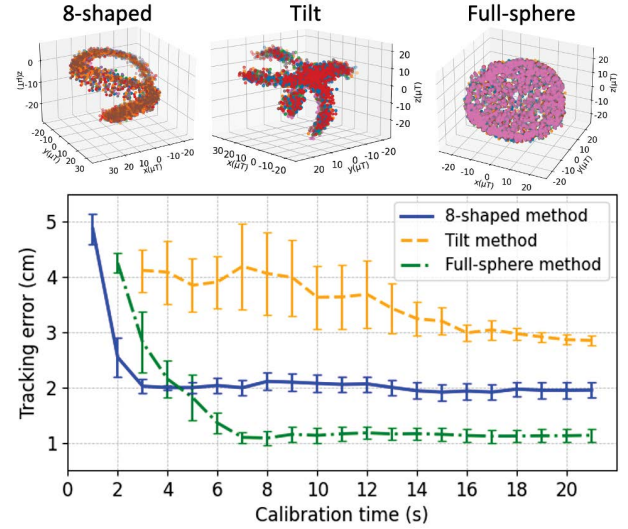 8-shaped Tilt Full-sphere
z(μT)
0
-10
-20
-20 -10 0 10 20 30
y(μT)
30 20 10 0 -10 -20
x(μT)
20
10
0
-10
-20
z(μT)
30 20 10 0 -10 -20
x(μT)
-20 -10 0 10 20
y(μT)
20
10
0
-10
-20
z(μT)
-20 0 20
x(μT)
-20 0 20
y(μT)
8-shaped method
Tilt method
Full-sphere method
Tracking error (cm)
5
4
3
2
1
0 2 4 6 8 10 12 14 16 18 20
Calibration time (s)